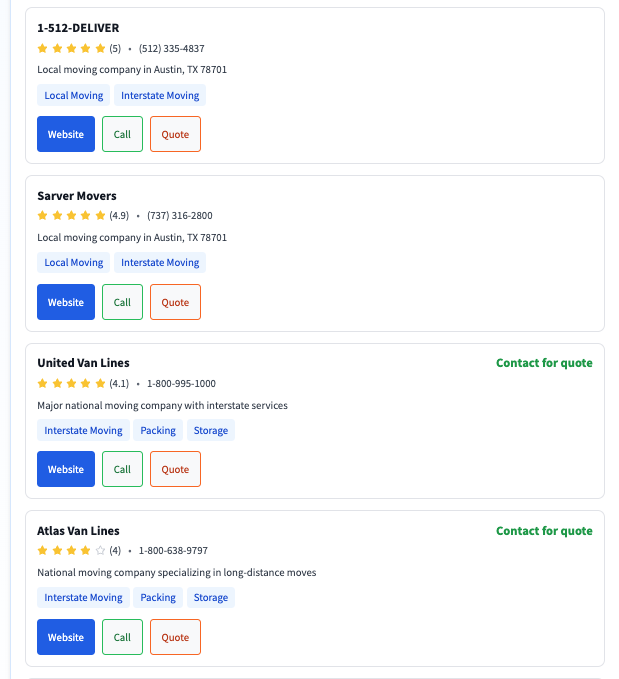 1-512-DELIVER
(5) • (512) 335-4837
Local moving company in Austin, TX 78701
Local Moving Interstate Moving
Website Call Quote
Sarver Movers
(4.9) • (737) 316-2800
Local moving company in Austin, TX 78701
Local Moving Interstate Moving
Website Call Quote
United Van Lines Contact for quote
(4.1) • 1-800-995-1000
Major national moving company with interstate services
Interstate Moving Packing Storage
Website Call Quote
Atlas Van Lines Contact for quote
(4) • 1-800-638-9797
National moving company specializing in long-distance moves
Interstate Moving Packing Storage
Website Call Quote